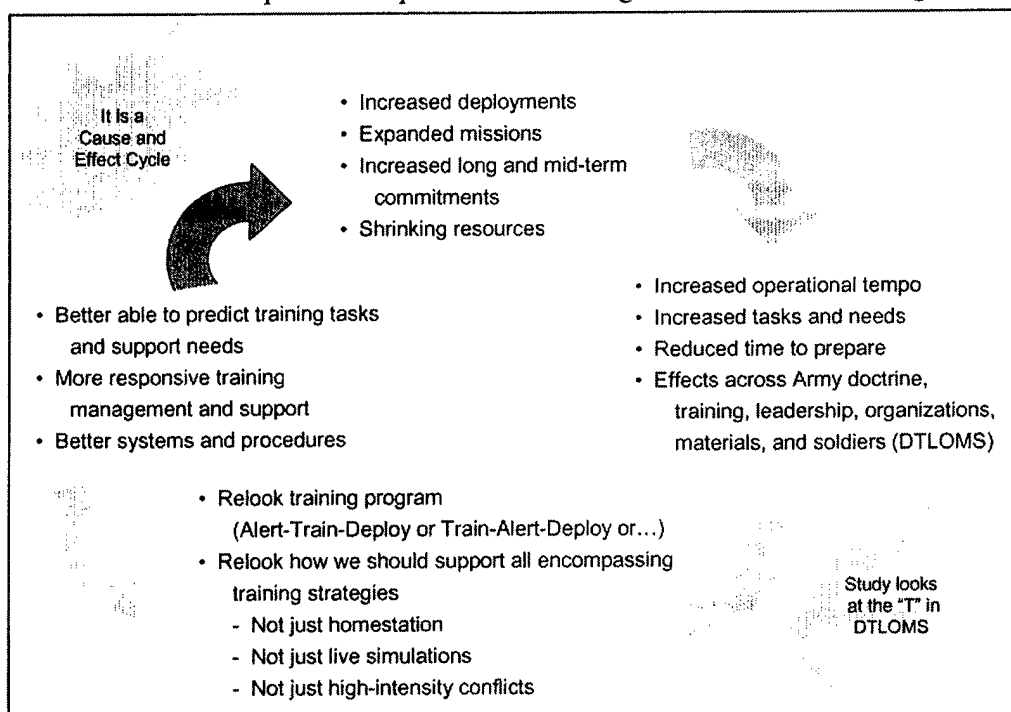 It Is a
Cause and
Effect Cycle
• Increased deployments
• Expanded missions
• Increased long and mid-term
commitments
• Shrinking resources
• Increased operational tempo
• Increased tasks and needs
• Reduced time to prepare
• Effects across Army doctrine,
training, leadership, organizations,
materials, and soldiers (DTLOMS)
• Better able to predict training tasks
and support needs
• More responsive training
management and support
• Better systems and procedures
• Relook training program
(Alert-Train-Deploy or Train-Alert-Deploy or...)
• Relook how we should support all encompassing
training strategies
- Not just homestation
- Not just live simulations
- Not just high-intensity conflicts
Study looks
at the "T" in
DTLOMS